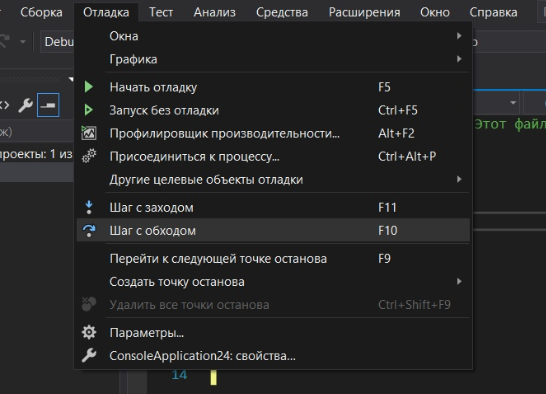 Сборка Отладка Тест Анализ Средства Расширения Окно Справка
Debu
Окна
Графика
Начать отладку F5
Запуск без отладки Ctrl+F5
Профилировщик производительности... Alt+F2
Этот файл
Присоединиться к процессу... Ctrl+Alt+P
проекты: 1 из
Другие целевые объекты отладки
Шаг с заходом F11
Шаг с обходом F10
Перейти к следующей точке останова F9
Создать точку останова
Удалить все точки останова Ctrl+Shift+F9
Параметры...
ConsoleApplication24: свойства...
14